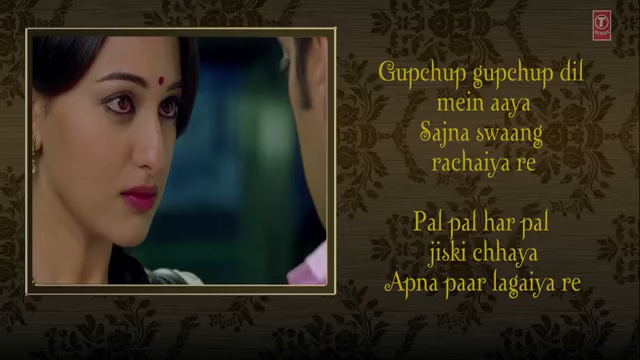 T
SERIES
Gupchup gupchup dil
mein aaya
Sajna swaang
rachaiya re
Pal pal har pal
jiski chhaya
Apna paar lagaiya re